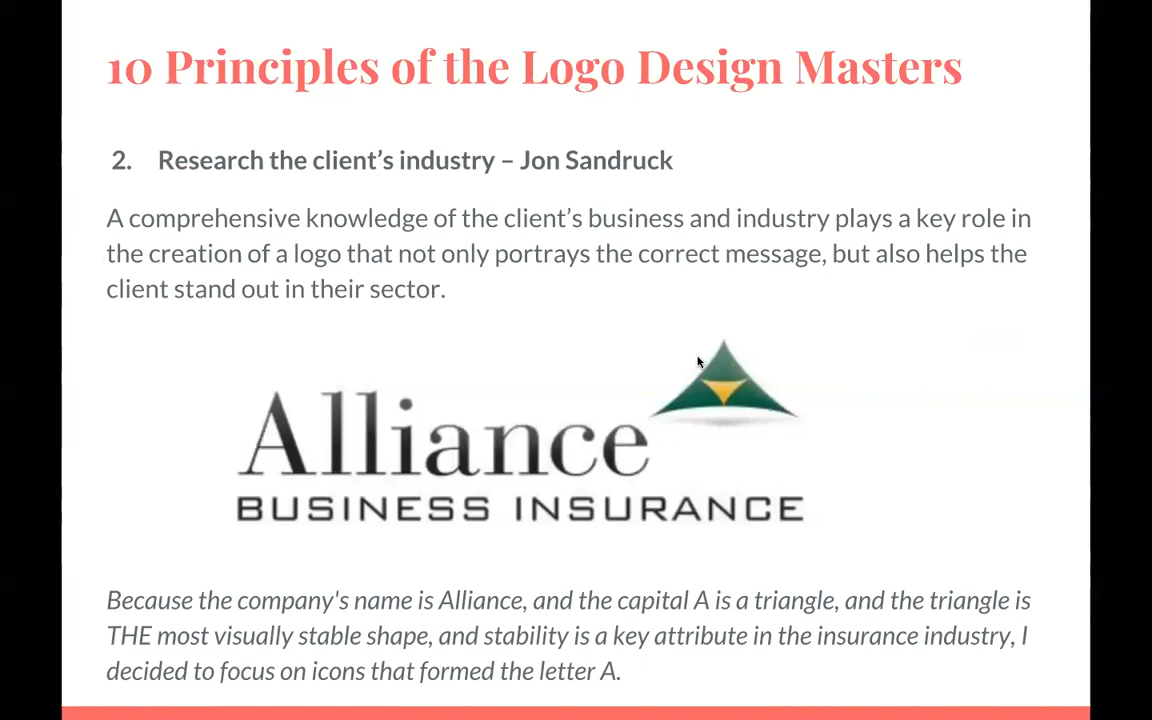 10 Principles of the Logo Design Masters
2. Research the client’s industry – Jon Sandruck
A comprehensive knowledge of the client’s business and industry plays a key role in
the creation of a logo that not only portrays the correct message, but also helps the
client stand out in their sector.
Alliance
BUSINESS INSURANCE
Because the company's name is Alliance, and the capital A is a triangle, and the triangle is
THE most visually stable shape, and stability is a key attribute in the insurance industry, I
decided to focus on icons that formed the letter A.